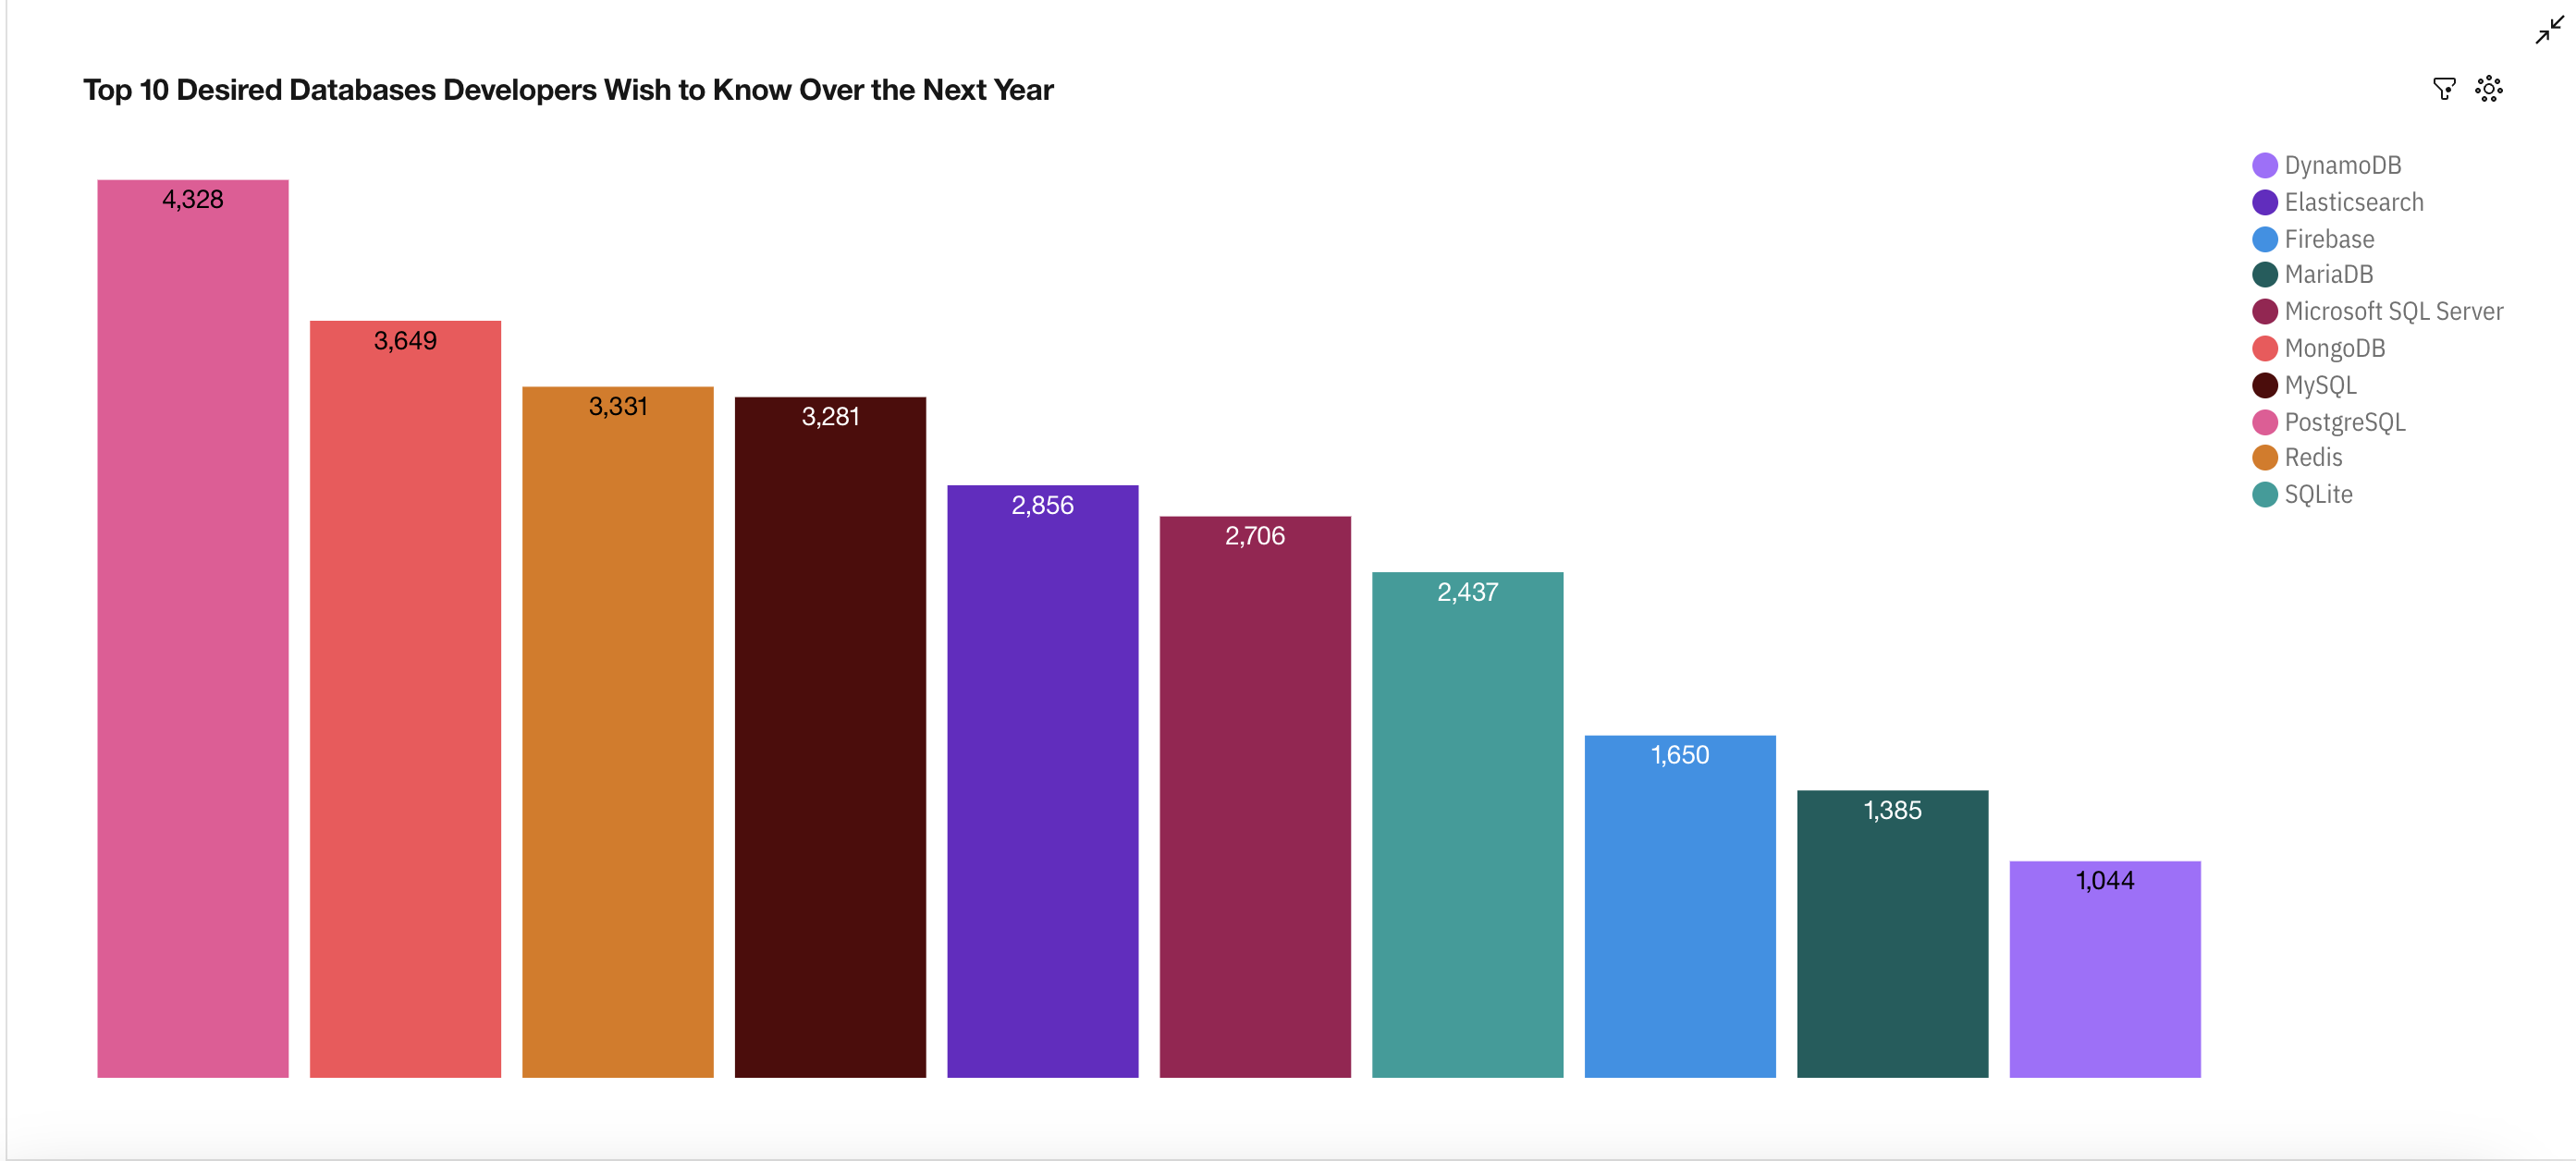 Top 10 Desired Databases Developers Wish to Know Over the Next Year
4,328
3,649
3,331
3,281
2,856
2,706
2,437
1,650
1,385
1,044
DynamoDB
Elasticsearch
Firebase
MariaDB
Microsoft SQL Server
MongoDB
MySQL
PostgreSQL
Redis
SQLite